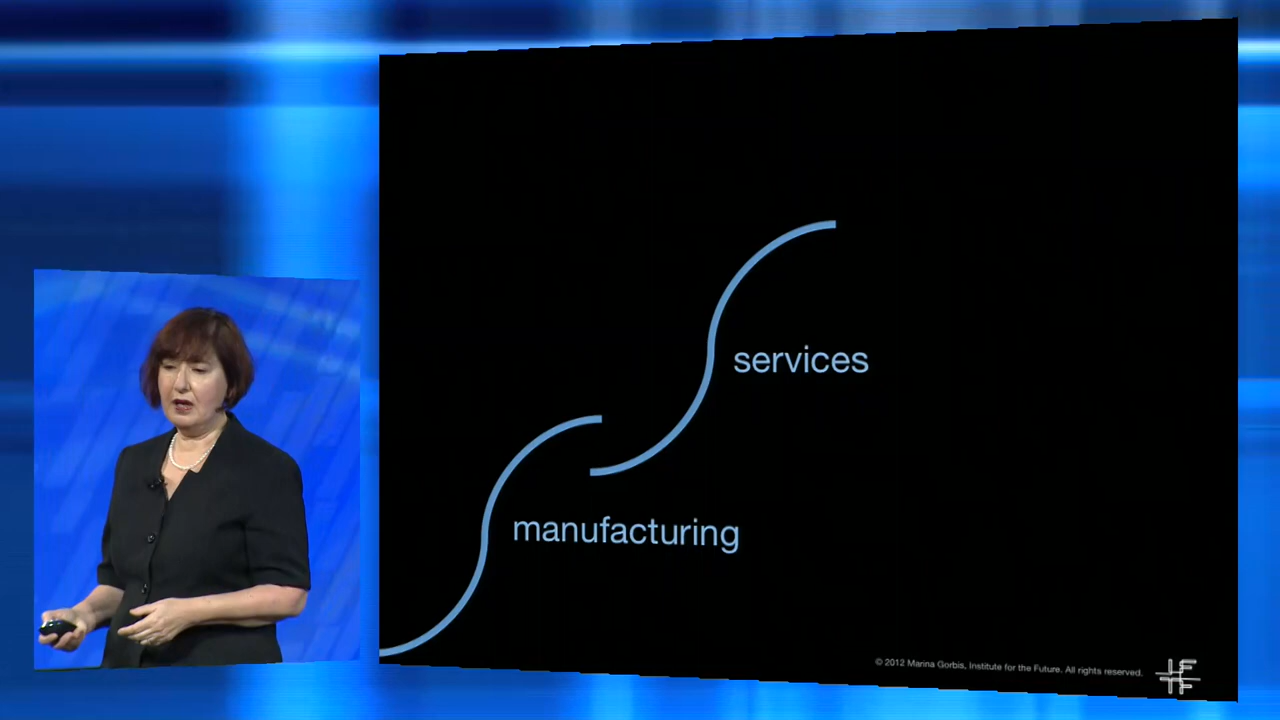 services
manufacturing
© 2012 Marina Gorbis, Institute for the Future. All rights reserved.